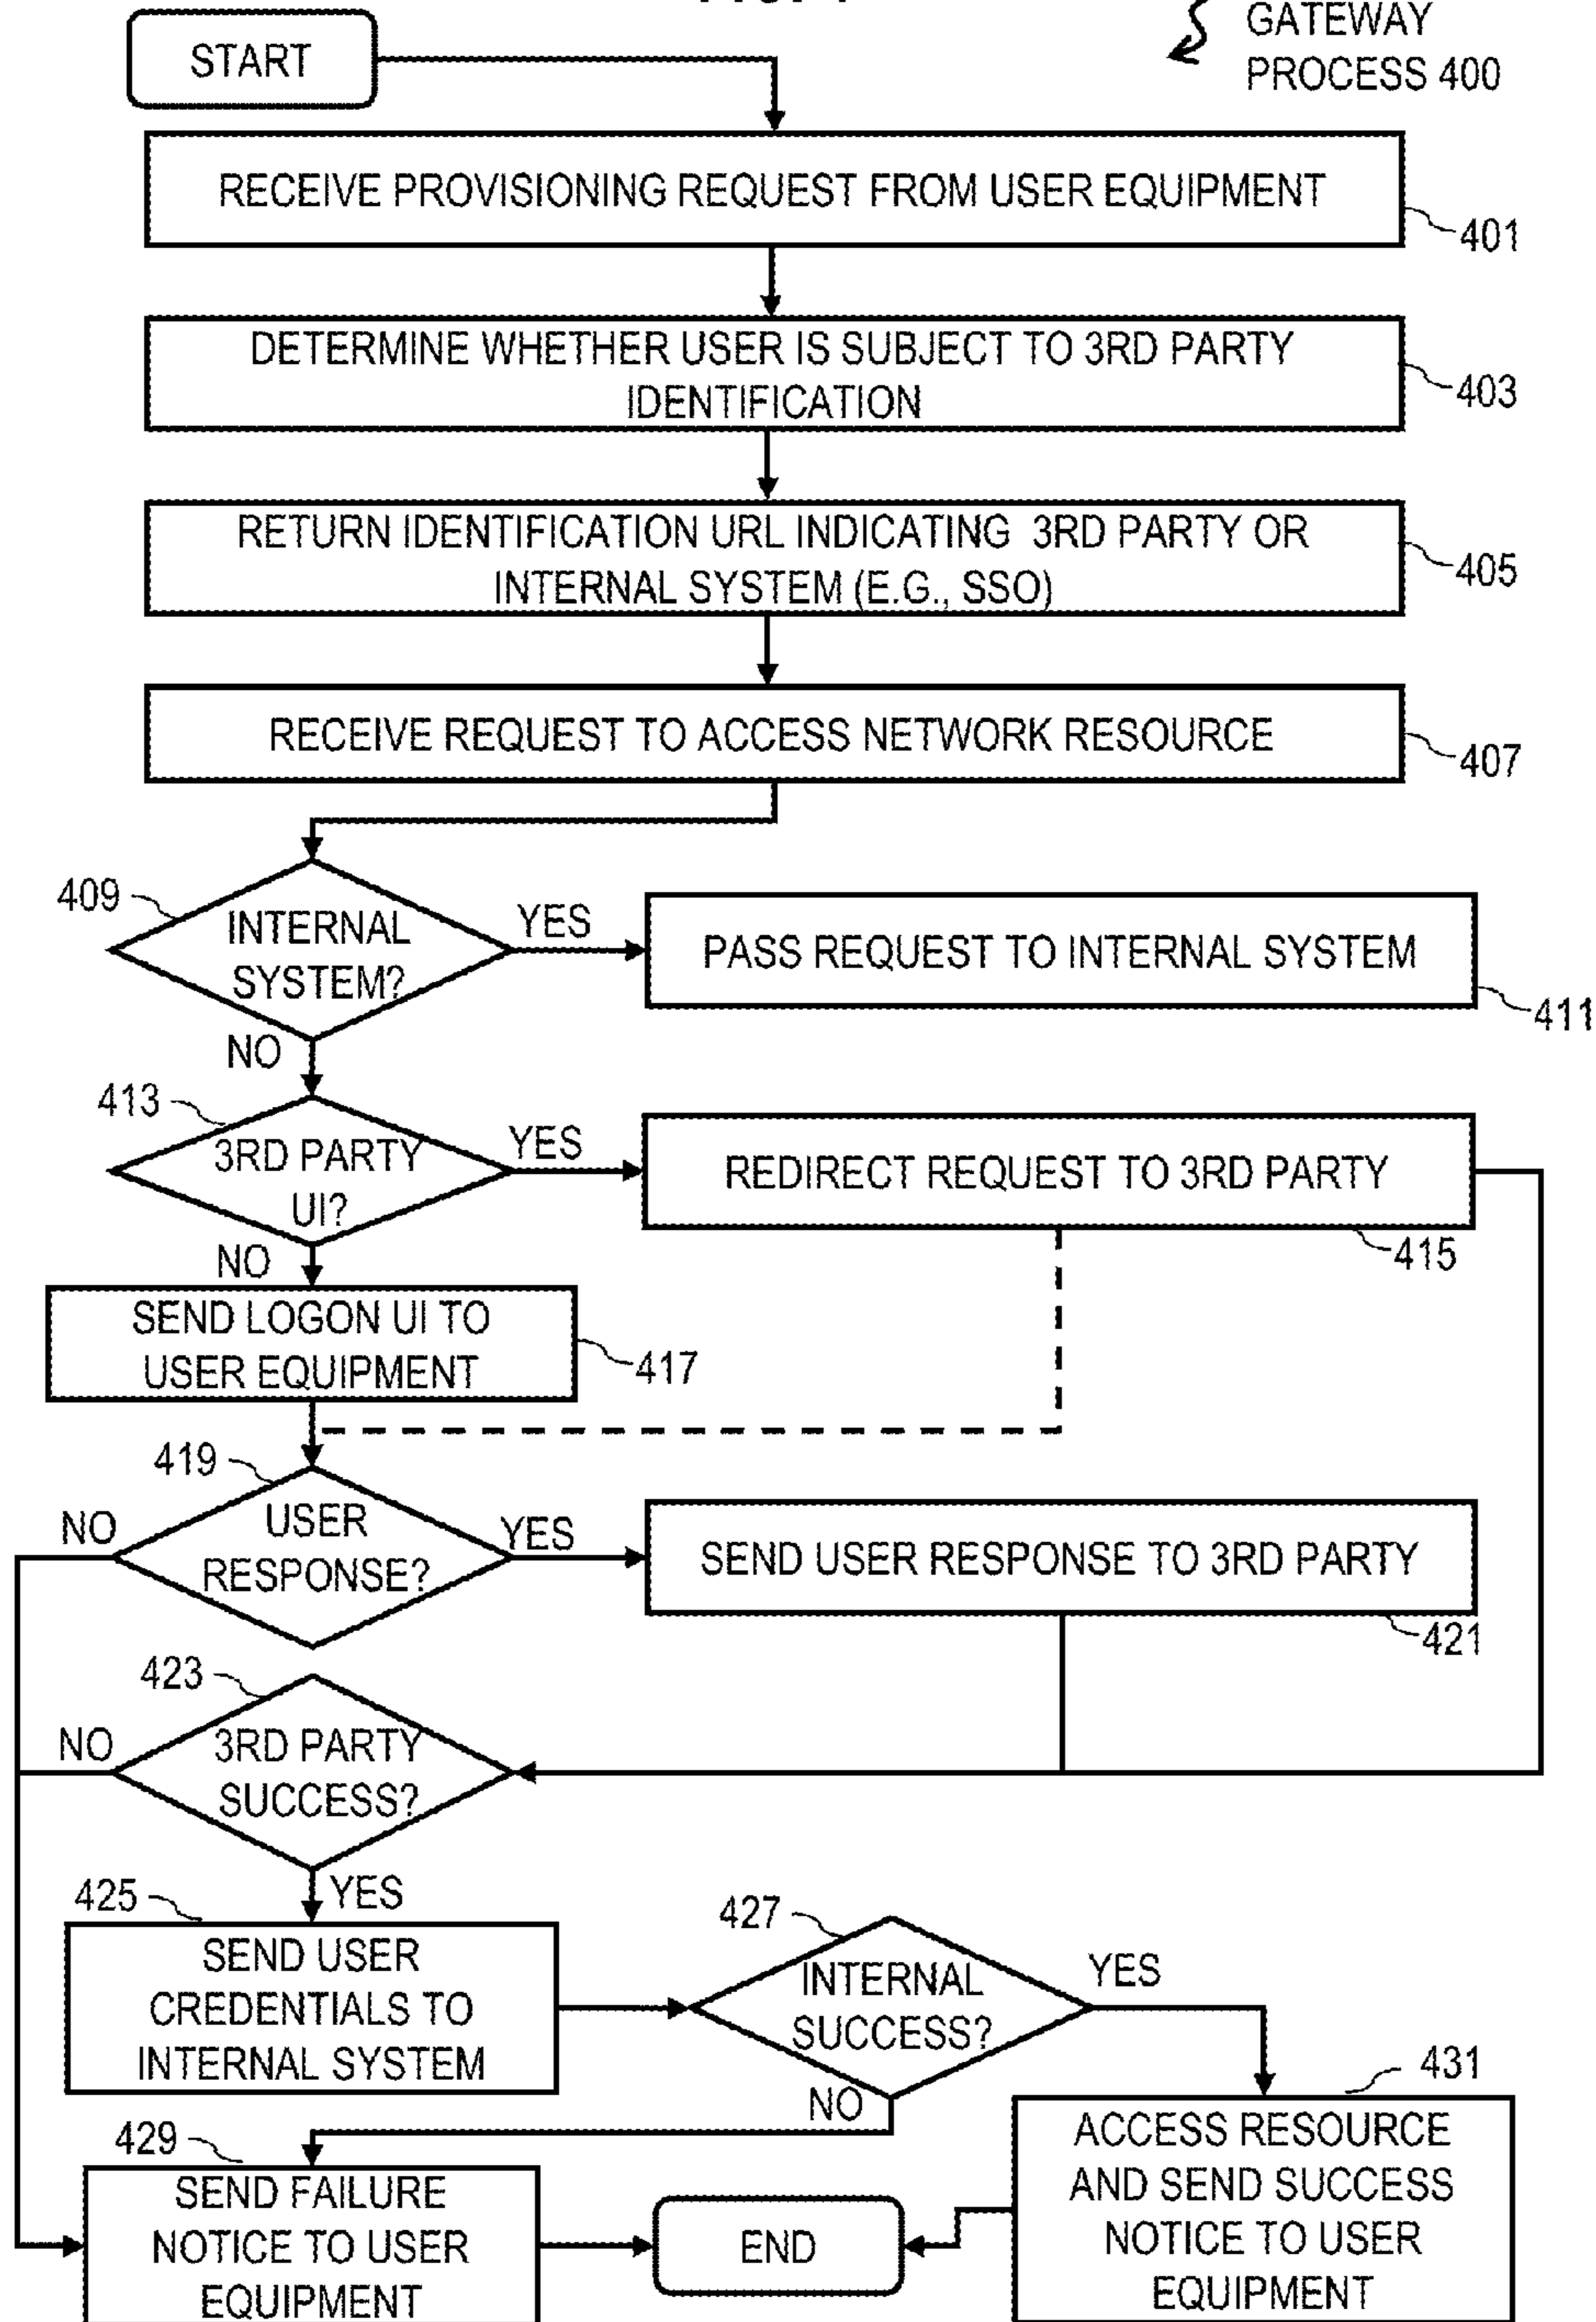 GATEWAY
PROCESS 400
START
RECEIVE PROVISIONING REQUEST FROM USER EQUIPMENT
401
DETERMINE WHETHER USER IS SUBJECT TO 3RD PARTY
IDENTIFICATION
403
RETURN IDENTIFICATION URL INDICATING 3RD PARTY OR
INTERNAL SYSTEM (E.G., SSO)
405
RECEIVE REQUEST TO ACCESS NETWORK RESOURCE
407
409
INTERNAL
SYSTEM?
YES
PASS REQUEST TO INTERNAL SYSTEM
411
NO
413
3RD PARTY
UI?
YES
REDIRECT REQUEST TO 3RD PARTY
415
NO
SEND LOGON UI TO
USER EQUIPMENT
417
419
NO
USER
RESPONSE?
YES
SEND USER RESPONSE TO 3RD PARTY
421
423
NO
3RD PARTY
SUCCESS?
YES
425
SEND USER
CREDENTIALS TO
INTERNAL SYSTEM
427
INTERNAL
SUCCESS?
YES
NO
431
ACCESS RESOURCE
AND SEND SUCCESS
NOTICE TO USER
EQUIPMENT
429
SEND FAILURE
NOTICE TO USER
EQUIPMENT
END